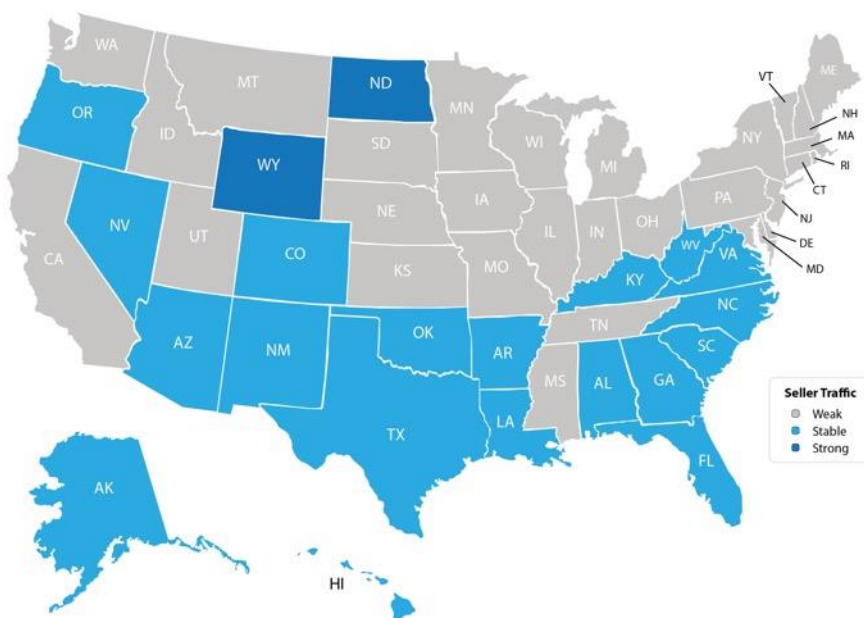 WA
MT
ND
MN
OR
ID
WY
SD
WI
MI
NY
VT
ME
NH
MA
RI
CT
NJ
DE
MD
PA
NV
UT
CO
NE
IA
KS
MO
IL
IN
OH
WV
VA
KY
CA
AZ
NM
OK
AR
TN
NC
SC
TX
LA
MS
AL
GA
FL
AK
HI
Seller Traffic
Weak
Stable
Strong